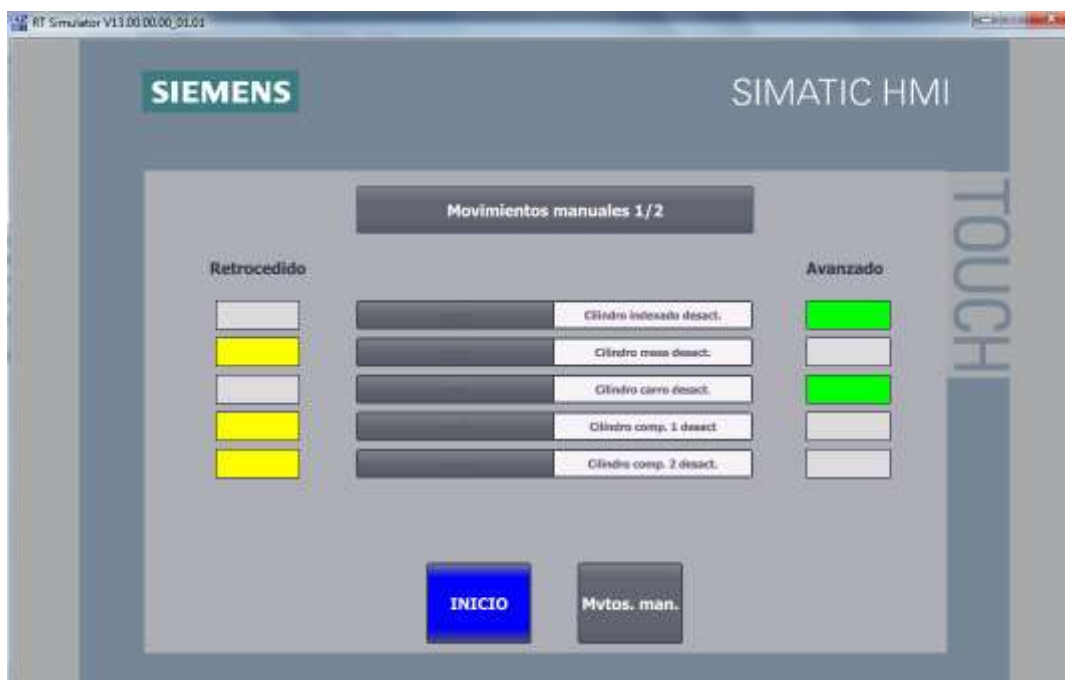 RT Simulator V13.00.00.00_01.01
SIEMENS
SIMATIC HMI
TOUCH
Movimientos manuales 1/2
Retrocedido
Avanzado
Cilindro indexado desact.
Cilindro mesa desact.
Cilindro carro desact.
Cilindro comp. 1 desact
Cilindro comp. 2 desact.
INICIO
Mvtos. man.